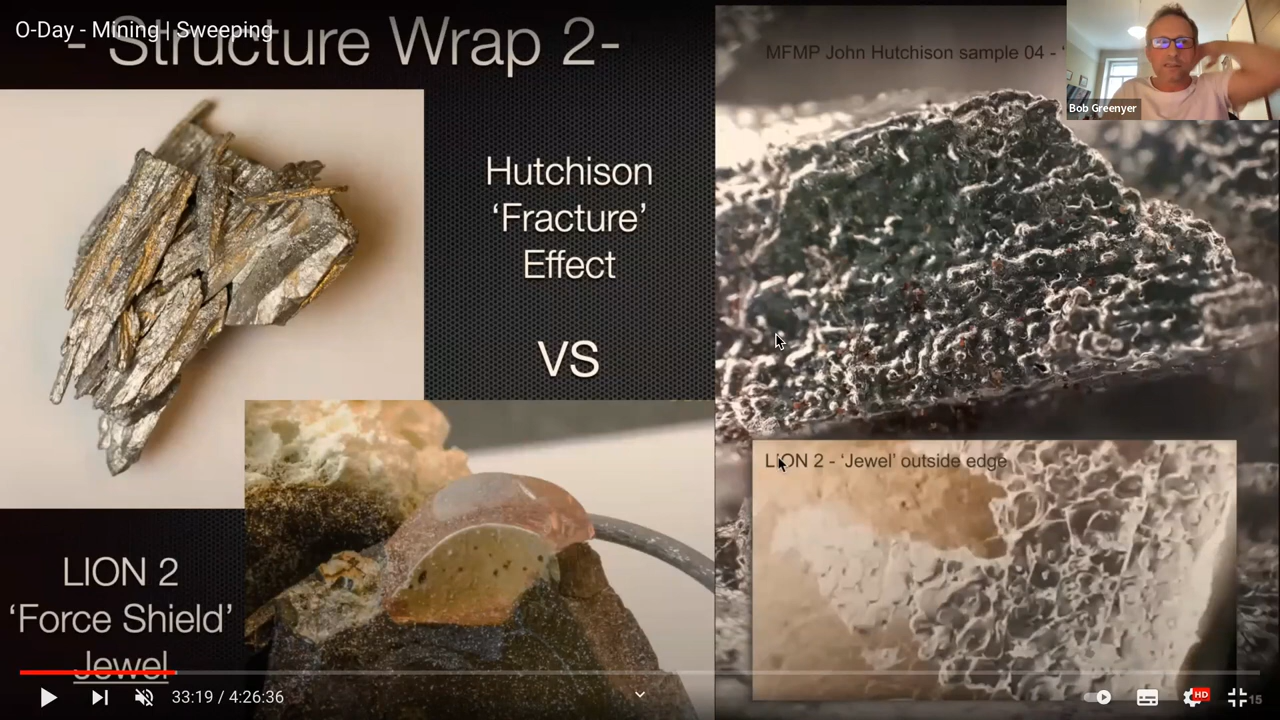 O-Day - Mining | Sweeping
- Structure Wrap 2-
MFMP John Hutchison sample 04 - '
Bob Greenyer
Hutchison
‘Fracture’
Effect
VS
LION 2 - ‘Jewel’ outside edge
LION 2
‘Force Shield’
Jewel
33:19 / 4:26:36
HD
15